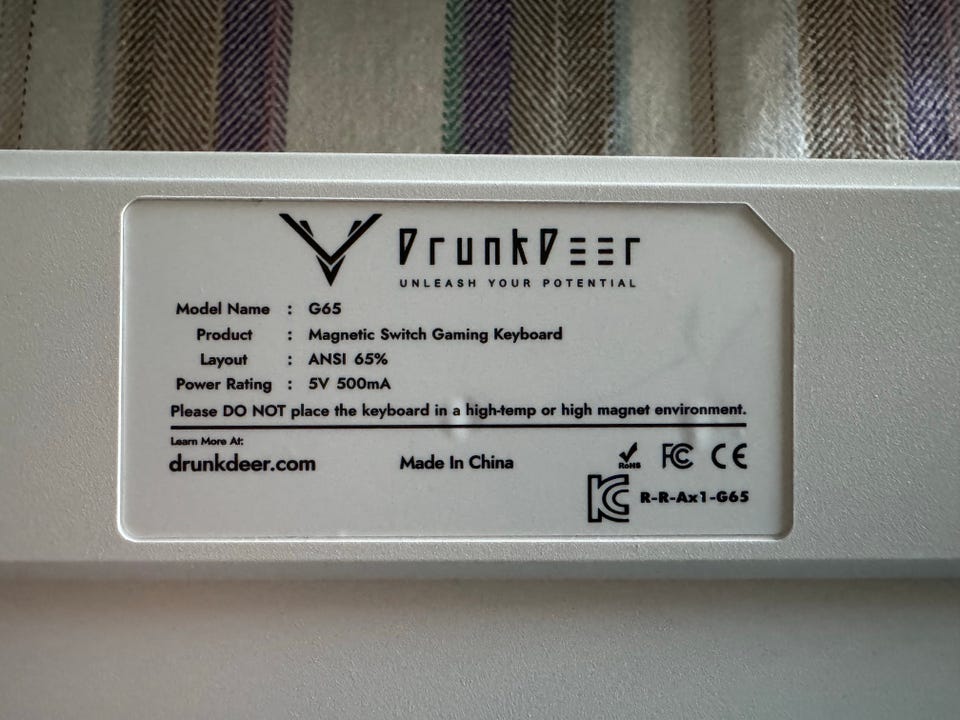 DrunkDeer
UNLEASH YOUR POTENTIAL
Model Name : G65
Product : Magnetic Switch Gaming Keyboard
Layout : ANSI 65%
Power Rating : 5V 500mA
Please DO NOT place the keyboard in a high-temp or high magnet environment.
Learn More At:
drunkdeer.com
Made In China
RoHS FC CE
KC R-R-Ax1-G65